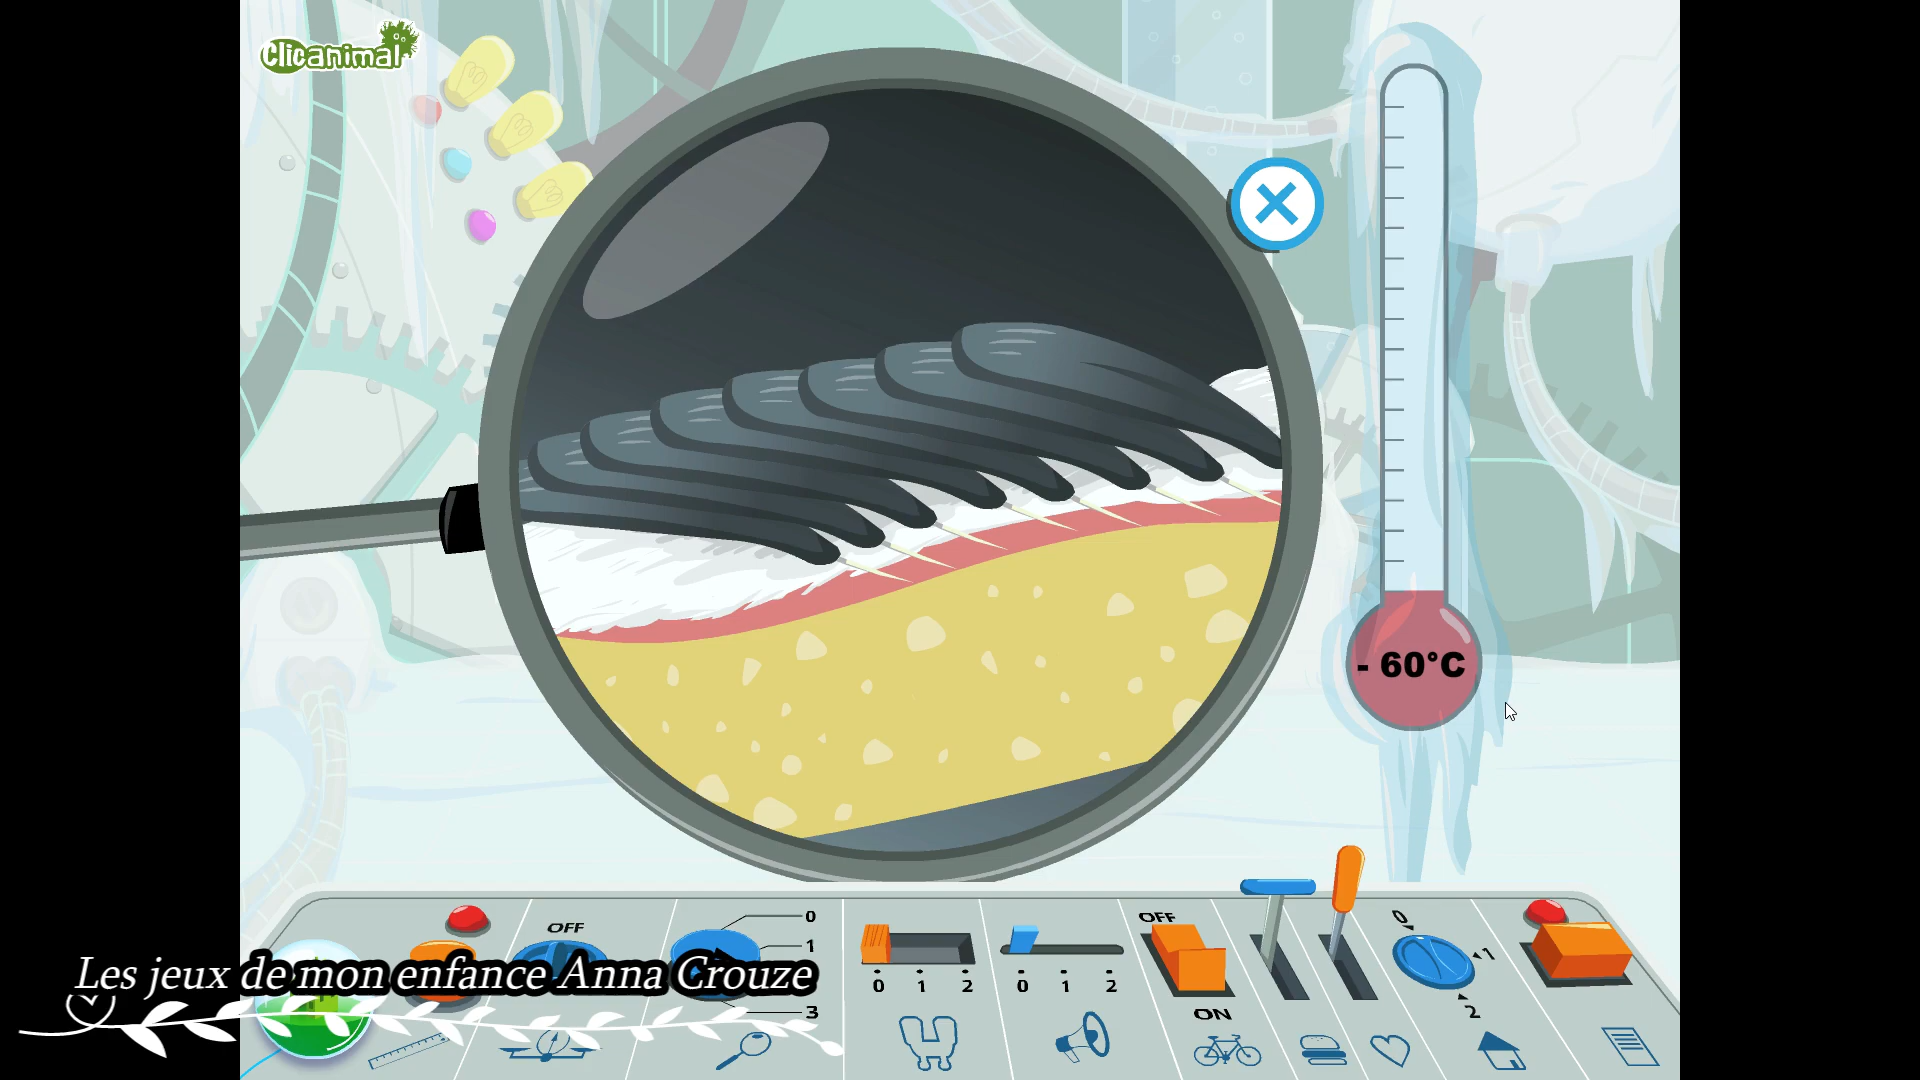 Clicanimal
- 60°C
OFF
0
1
3
0 1 2
0 1 2
OFF
ON
0
1
2
Les jeux de mon enfance Anna Crouze